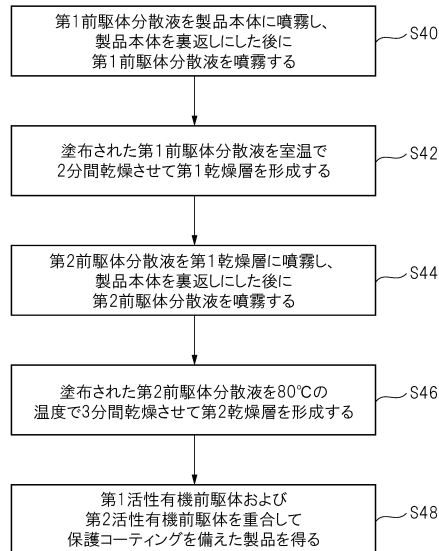 第1前駆体分散液を製品本体に噴霧し、
製品本体を裏返しにした後に
第1前駆体分散液を噴霧する
S40
塗布された第1前駆体分散液を室温で
2分間乾燥させて第1乾燥層を形成する
S42
第2前駆体分散液を第1乾燥層に噴霧し、
製品本体を裏返しにした後に
第2前駆体分散液を噴霧する
S44
塗布された第2前駆体分散液を80℃の
温度で3分間乾燥させて第2乾燥層を形成する
S46
第1活性有機前駆体および
第2活性有機前駆体を重合して
保護コーティングを備えた製品を得る
S48